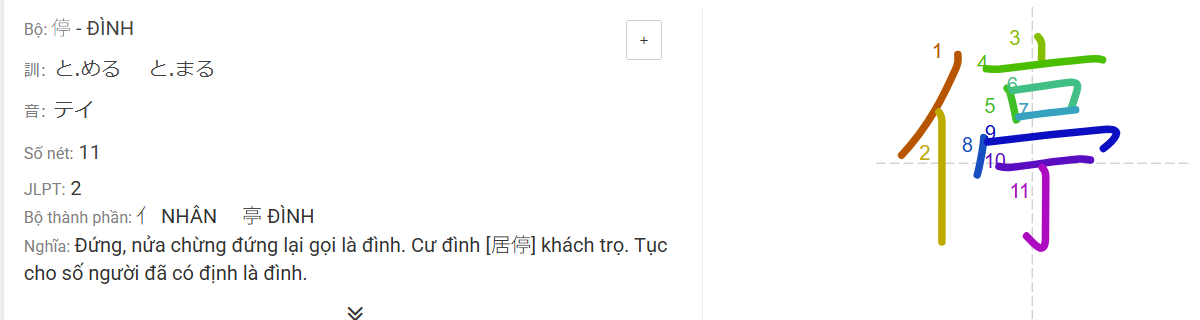 Bộ: 停 - ĐÌNH
+
訓: と.める と.まる
音: テイ
Số nét: 11
JLPT: 2
Bộ thành phần: 亻 NHÂN 亭 ĐÌNH
Nghĩa: Đứng, nửa chừng đứng lại gọi là đình. Cư đình [居停] khách trọ. Tục
cho số người đã có định là đình.
停
1
2
3
4
5
6
7
8
9
10
11